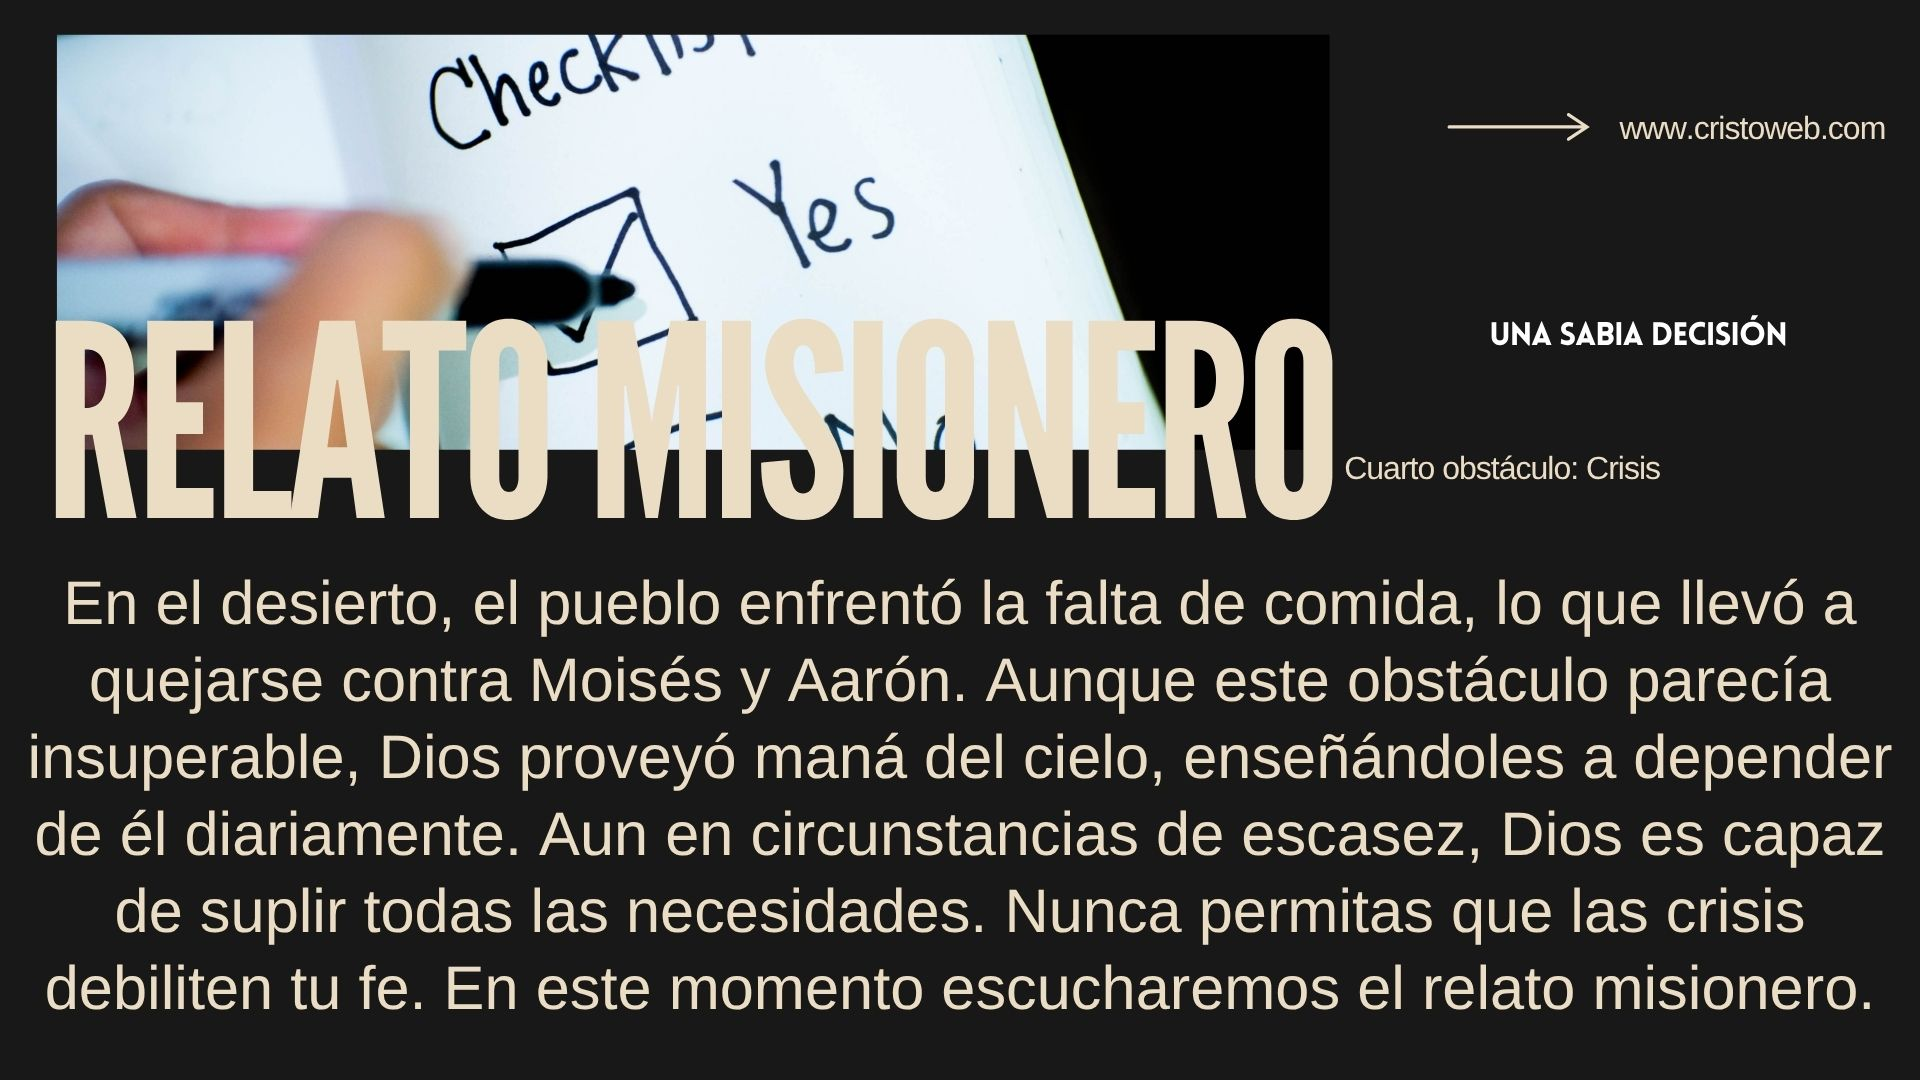 Checklist
Yes
No
www.cristoweb.com
UNA SABIA DECISIÓN
RELATO MISIONERO
Cuarto obstáculo: Crisis
En el desierto, el pueblo enfrentó la falta de comida, lo que llevó a
quejarse contra Moisés y Aarón. Aunque este obstáculo parecía
insuperable, Dios proveyó maná del cielo, enseñándoles a depender
de él diariamente. Aun en circunstancias de escasez, Dios es capaz
de suplir todas las necesidades. Nunca permitas que las crisis
debiliten tu fe. En este momento escucharemos el relato misionero.